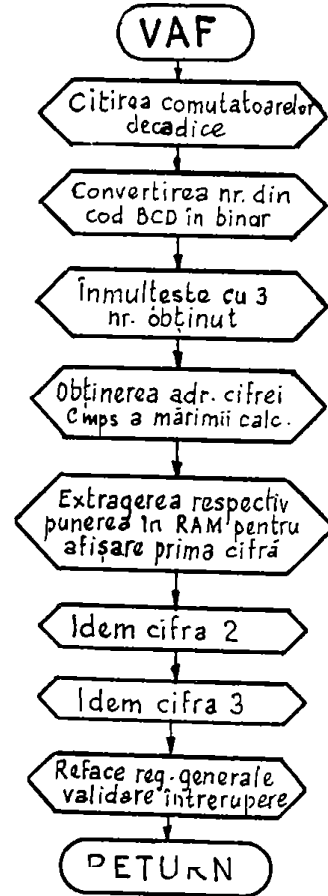 VAF
Citirea comutatoarelor
decadice
Convertirea nr. din
cod BCD în binar
Înmulteste cu 3
nr. obținut
Obținerea adr. cifrei
Cmps a mărimii calc.
Extragerea respectiv
punerea în RAM pentru
afișare prima cifră
Idem cifra 2
Idem cifra 3
Reface reg. generale
validare întrerupere
RETURN